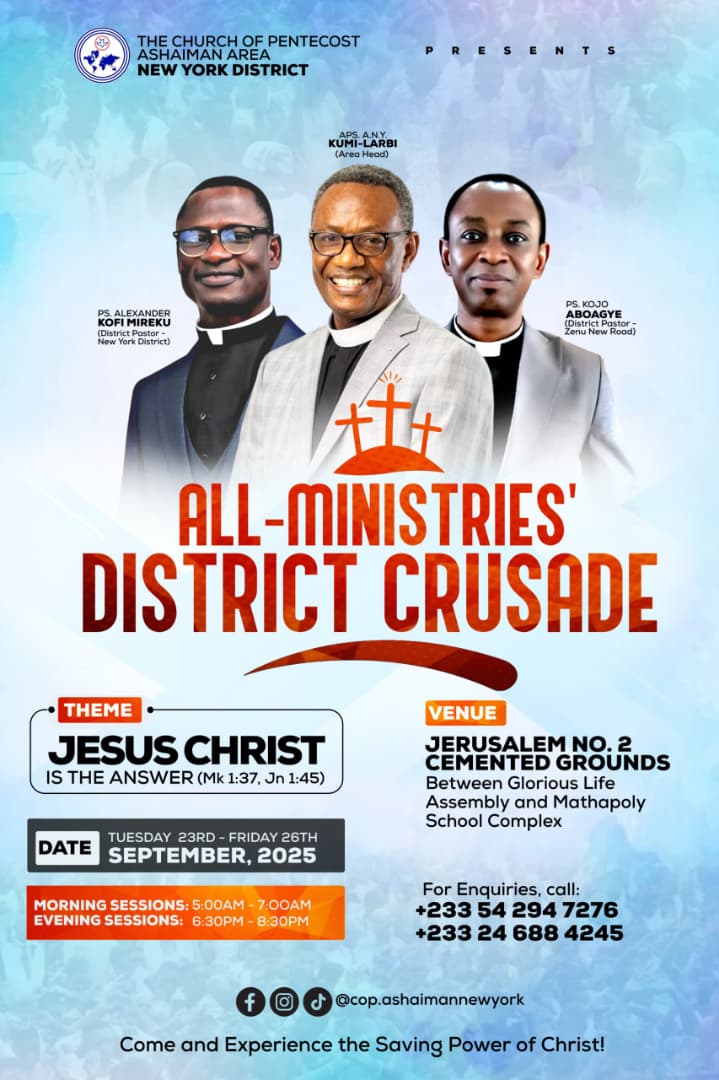 THE CHURCH OF PENTECOST
ASHAIMAN AREA
NEW YORK DISTRICT
PRESENTS
APS. A.N.Y.
KUMI-LARBI
(Area Head)
PS. ALEXANDER
KOFI MIREKU
(District Pastor -
New York District)
PS. KOJO
ABOAGYE
(District Pastor -
Zenu New Road)
ALL-MINISTRIES'
DISTRICT CRUSADE
THEME
JESUS CHRIST
IS THE ANSWER (Mk 1:37, Jn 1:45)
DATE
TUESDAY 23RD - FRIDAY 26TH
SEPTEMBER, 2025
MORNING SESSIONS: 5:00AM - 7:00AM
EVENING SESSIONS: 6:30PM - 8:30PM
VENUE
JERUSALEM NO. 2
CEMENTED GROUNDS
Between Glorious Life
Assembly and Mathapoly
School Complex
For Enquiries, call:
+233 54 294 7276
+233 24 688 4245
@cop.ashaimannewyork
Come and Experience the Saving Power of Christ!